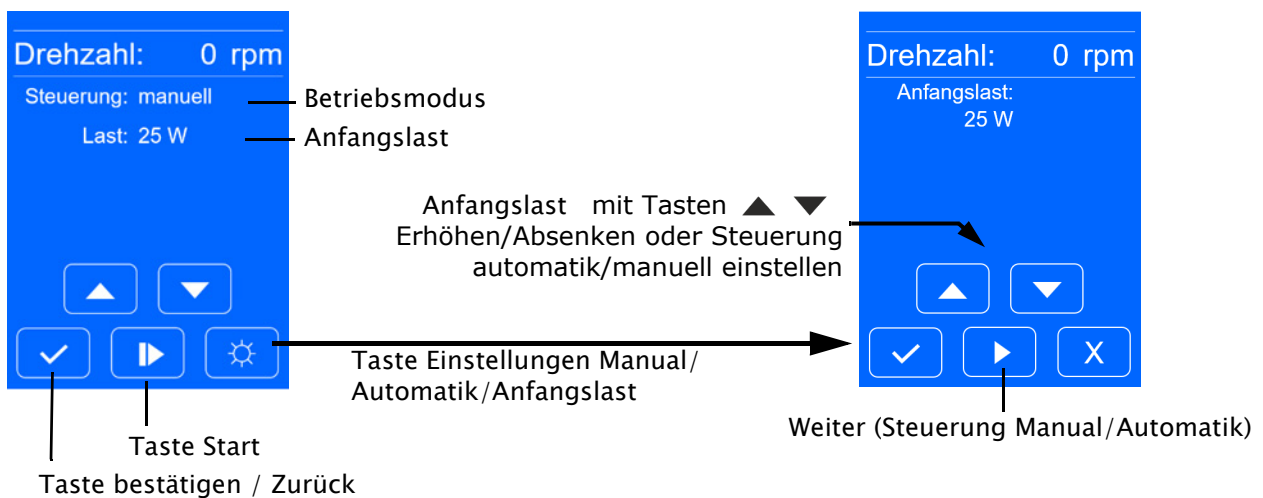 Drehzahl: 0 rpm
Steuerung: manuell
Last: 25 W
Betriebsmodus
Anfangslast
Drehzahl: 0 rpm
Anfangslast:
25 W
Anfangslast mit Tasten ▲ ▼
Erhöhen/Absenken oder Steuerung
automatik/manuell einstellen
X
Taste Einstellungen Manual/
Automatik/Anfangslast
Weiter (Steuerung Manual/Automatik)
Taste Start
Taste bestätigen / Zurück